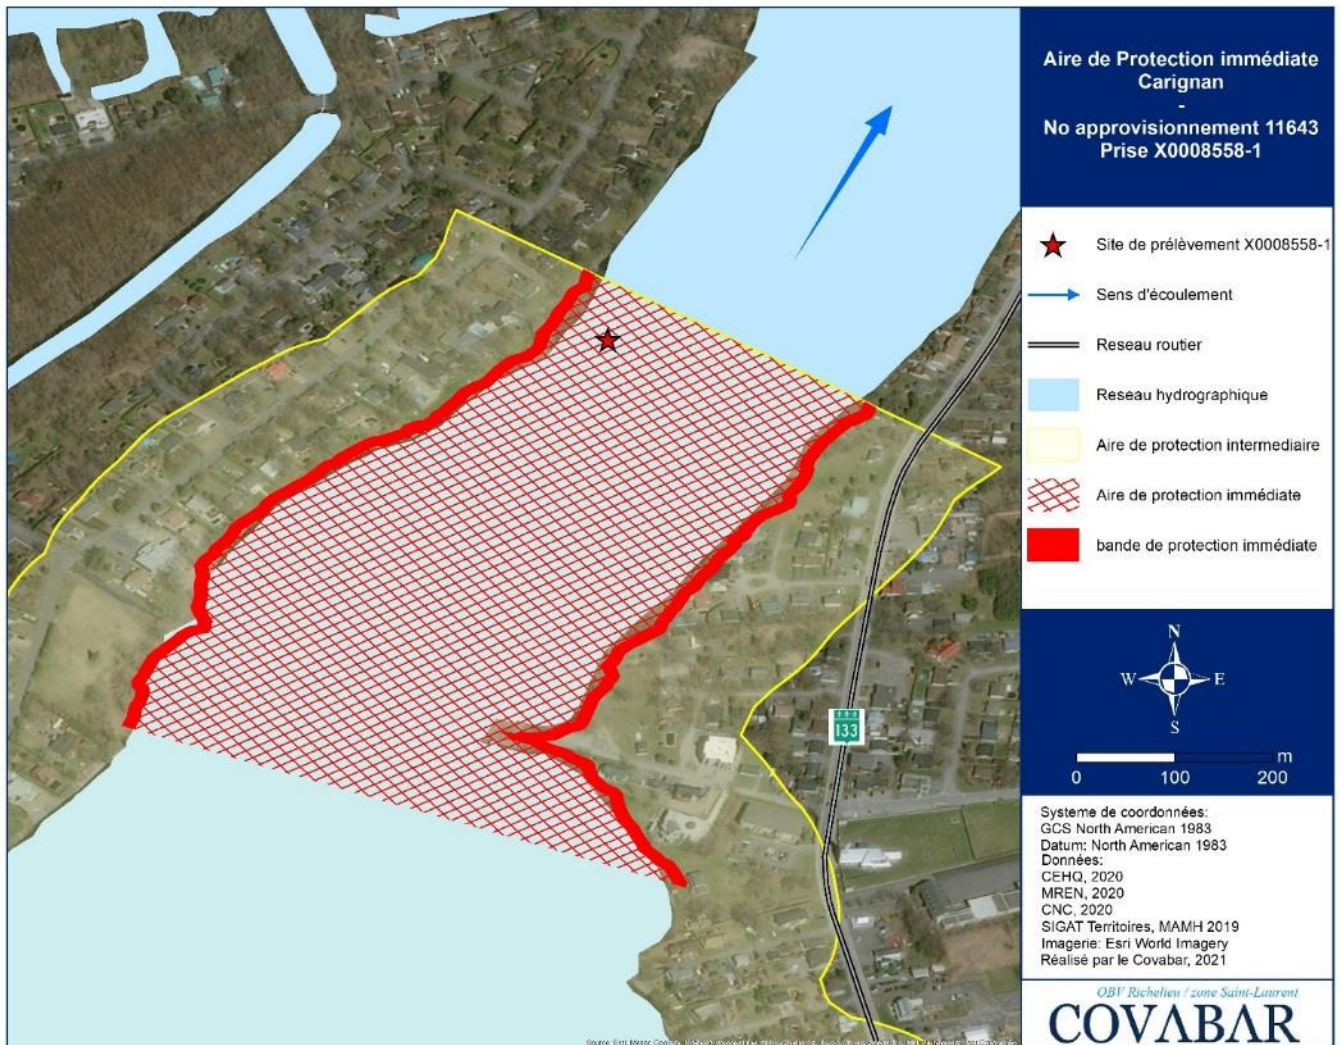 Aire de Protection immédiate
Carignan
-
No approvisionnement 11643
Prise X0008558-1
Site de prélèvement X0008558-1
Sens d'écoulement
Reseau routier
Reseau hydrographique
Aire de protection intermediaire
Aire de protection immédiate
bande de protection immédiate
133
N
W E
S
m
0 100 200
Systeme de coordonnées:
GCS North American 1983
Datum: North American 1983
Données:
CEHQ, 2020
MREN, 2020
CNC, 2020
SIGAT Territoires, MAMH 2019
Imagerie: Esri World Imagery
Réalisé par le Covabar, 2021
OBV Richelieu / zone Saint-Laurent
COVABAR
Source: Esri, Maxar,